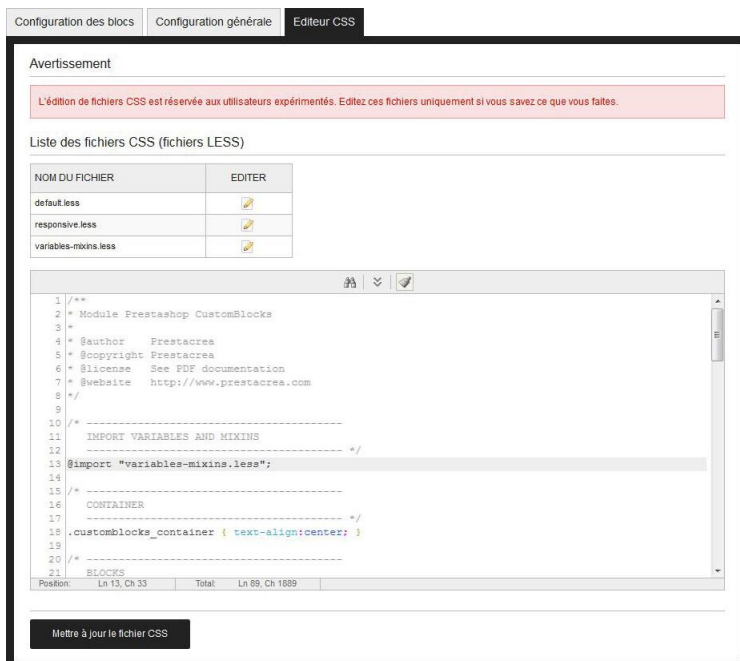 Configuration des blocs Configuration générale Editeur CSS
Avertissement
L'édition de fichiers CSS est réservée aux utilisateurs expérimentés. Editez ces fichiers uniquement si vous savez ce que vous faites.
Liste des fichiers CSS (fichiers LESS)
NOM DU FICHIER EDITER
default.less
responsive.less
variables-mixins.less
1 /**
2 * Module Prestashop CustomBlocks
3 *
4 * @author Prestacrea
5 * @copyright Prestacrea
6 * @license See PDF documentation
7 * @website http://www.prestacrea.com
8 */
9
10 /* ----------------------------------------
11 IMPORT VARIABLES AND MIXINS
12 ---------------------------------------- */
13 @import "variables-mixins.less";
14
15 /* ----------------------------------------
16 CONTAINER
17 ---------------------------------------- */
18 .customblocks_container { text-align:center; }
19
20 /* ----------------------------------------
21 BLOCKS
Position: Ln 13, Ch 33 Total: Ln 89, Ch 1889
Mettre à jour le fichier CSS